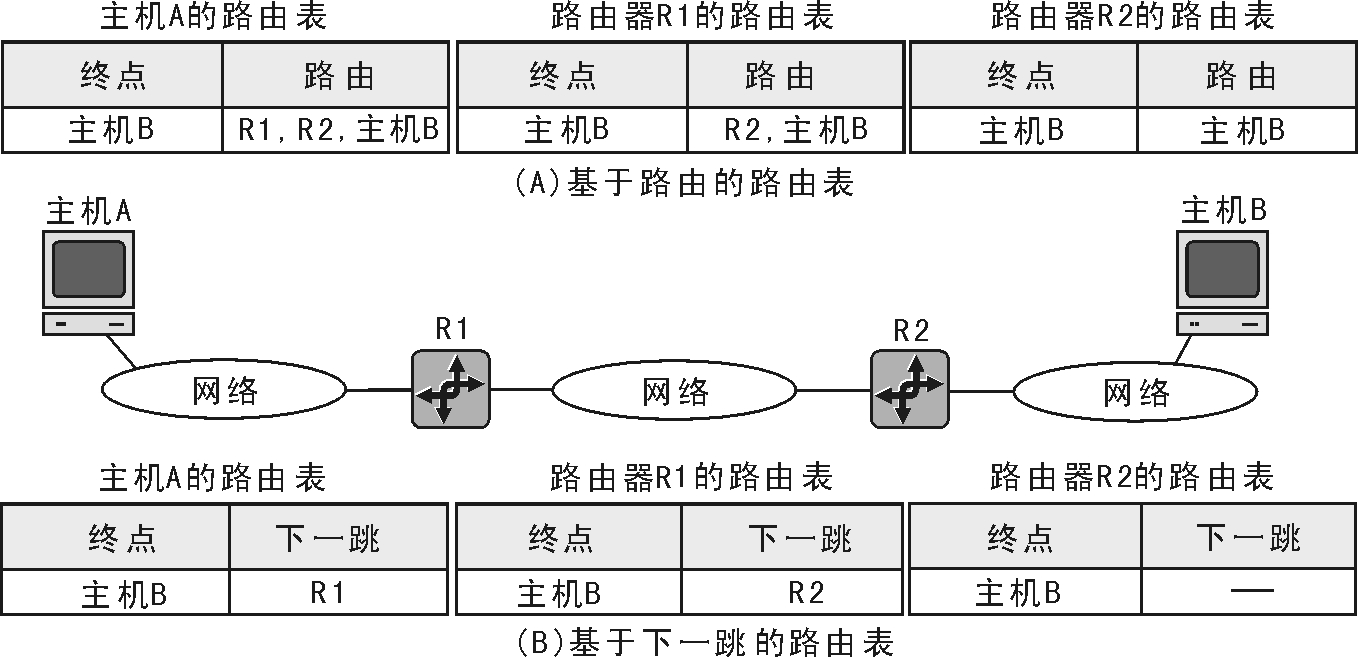 主机A的路由表 路由器R1的路由表 路由器R2的路由表
终点 路由 终点 路由 终点 路由
主机B R1,R2,主机B 主机B R2,主机B 主机B 主机B
(A)基于路由的路由表
主机A 主机B
R1 R2
网络 网络 网络
主机A的路由表 路由器R1的路由表 路由器R2的路由表
终点 下一跳 终点 下一跳 终点 下一跳
主机B R1 主机B R2 主机B —
(B)基于下一跳的路由表